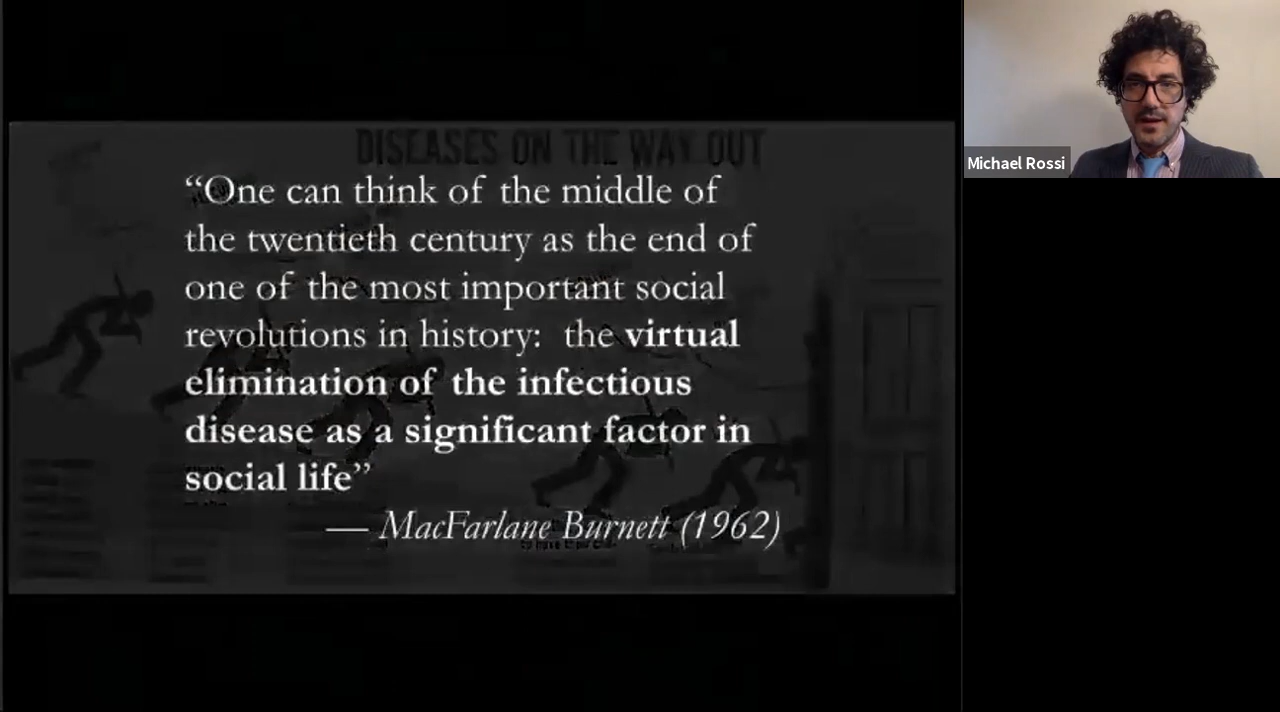 DISEASES ON THE WAY OUT
“One can think of the middle of
the twentieth century as the end of
one of the most important social
revolutions in history:  the virtual
elimination of the infectious
disease as a significant factor in
social life”
— MacFarlane Burnett (1962)
Michael Rossi